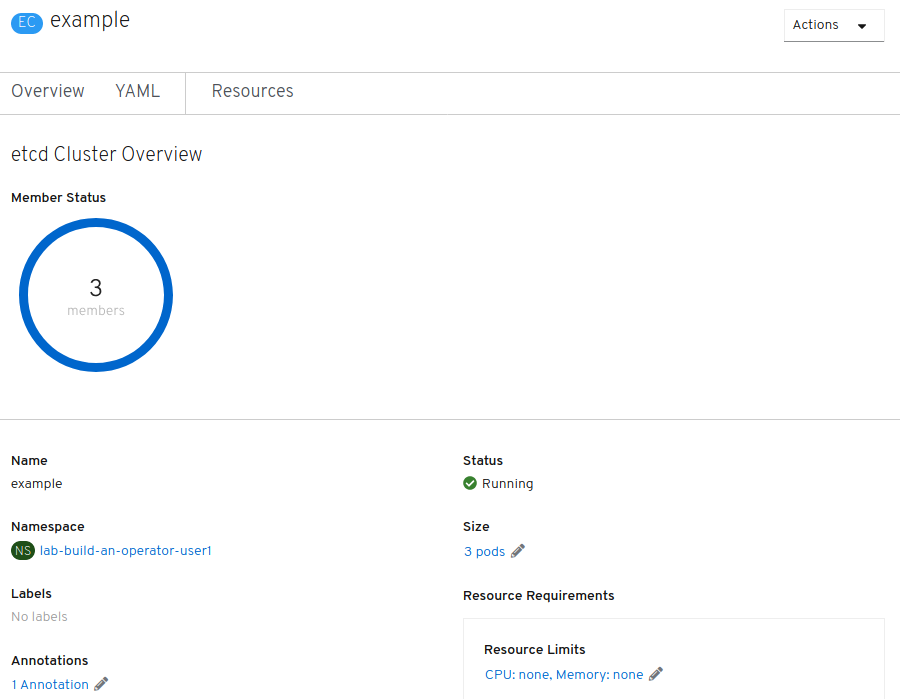 EC example
Actions
Overview YAML Resources
etcd Cluster Overview
Member Status
3
members
Name
example
Namespace
NS lab-build-an-operator-user1
Labels
No labels
Annotations
1 Annotation
Status
Running
Size
3 pods
Resource Requirements
Resource Limits
CPU: none, Memory: none